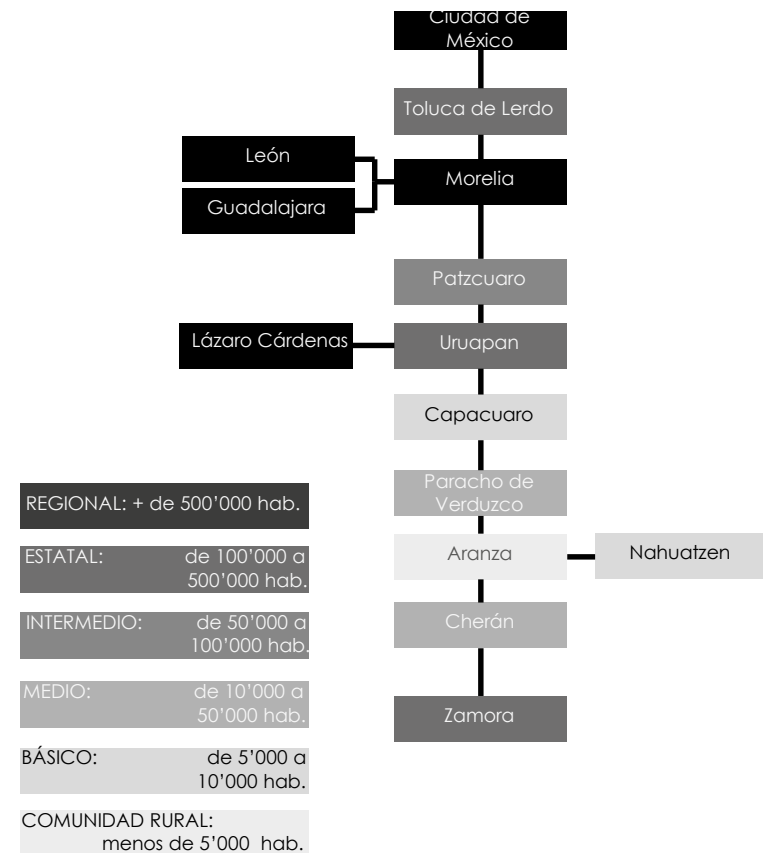 Ciudad de
México
Toluca de Lerdo
León
Morelia
Guadalajara
Patzcuaro
Lázaro Cárdenas
Uruapan
Capacuaro
Paracho de
Verduzco
Aranza
Nahuatzen
Cherán
Zamora
REGIONAL: + de 500'000 hab.
ESTATAL: de 100'000 a
500'000 hab.
INTERMEDIO: de 50'000 a
100'000 hab.
MEDIO: de 10'000 a
50'000 hab.
BÁSICO: de 5'000 a
10'000 hab.
COMUNIDAD RURAL:
menos de 5'000 hab.